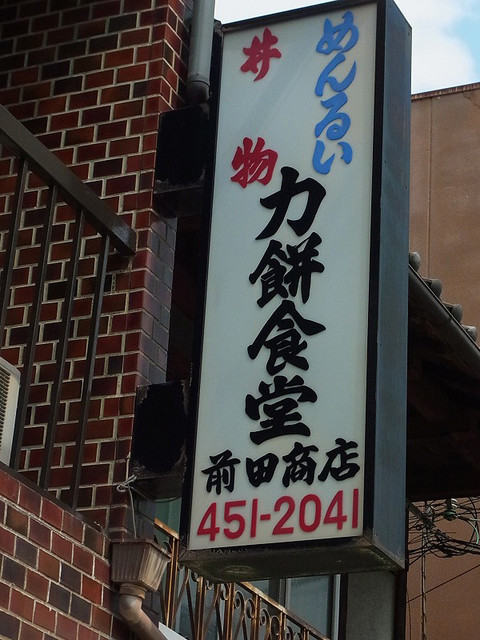 めんるい
丼物
力餅食堂
前田商店
451-2041